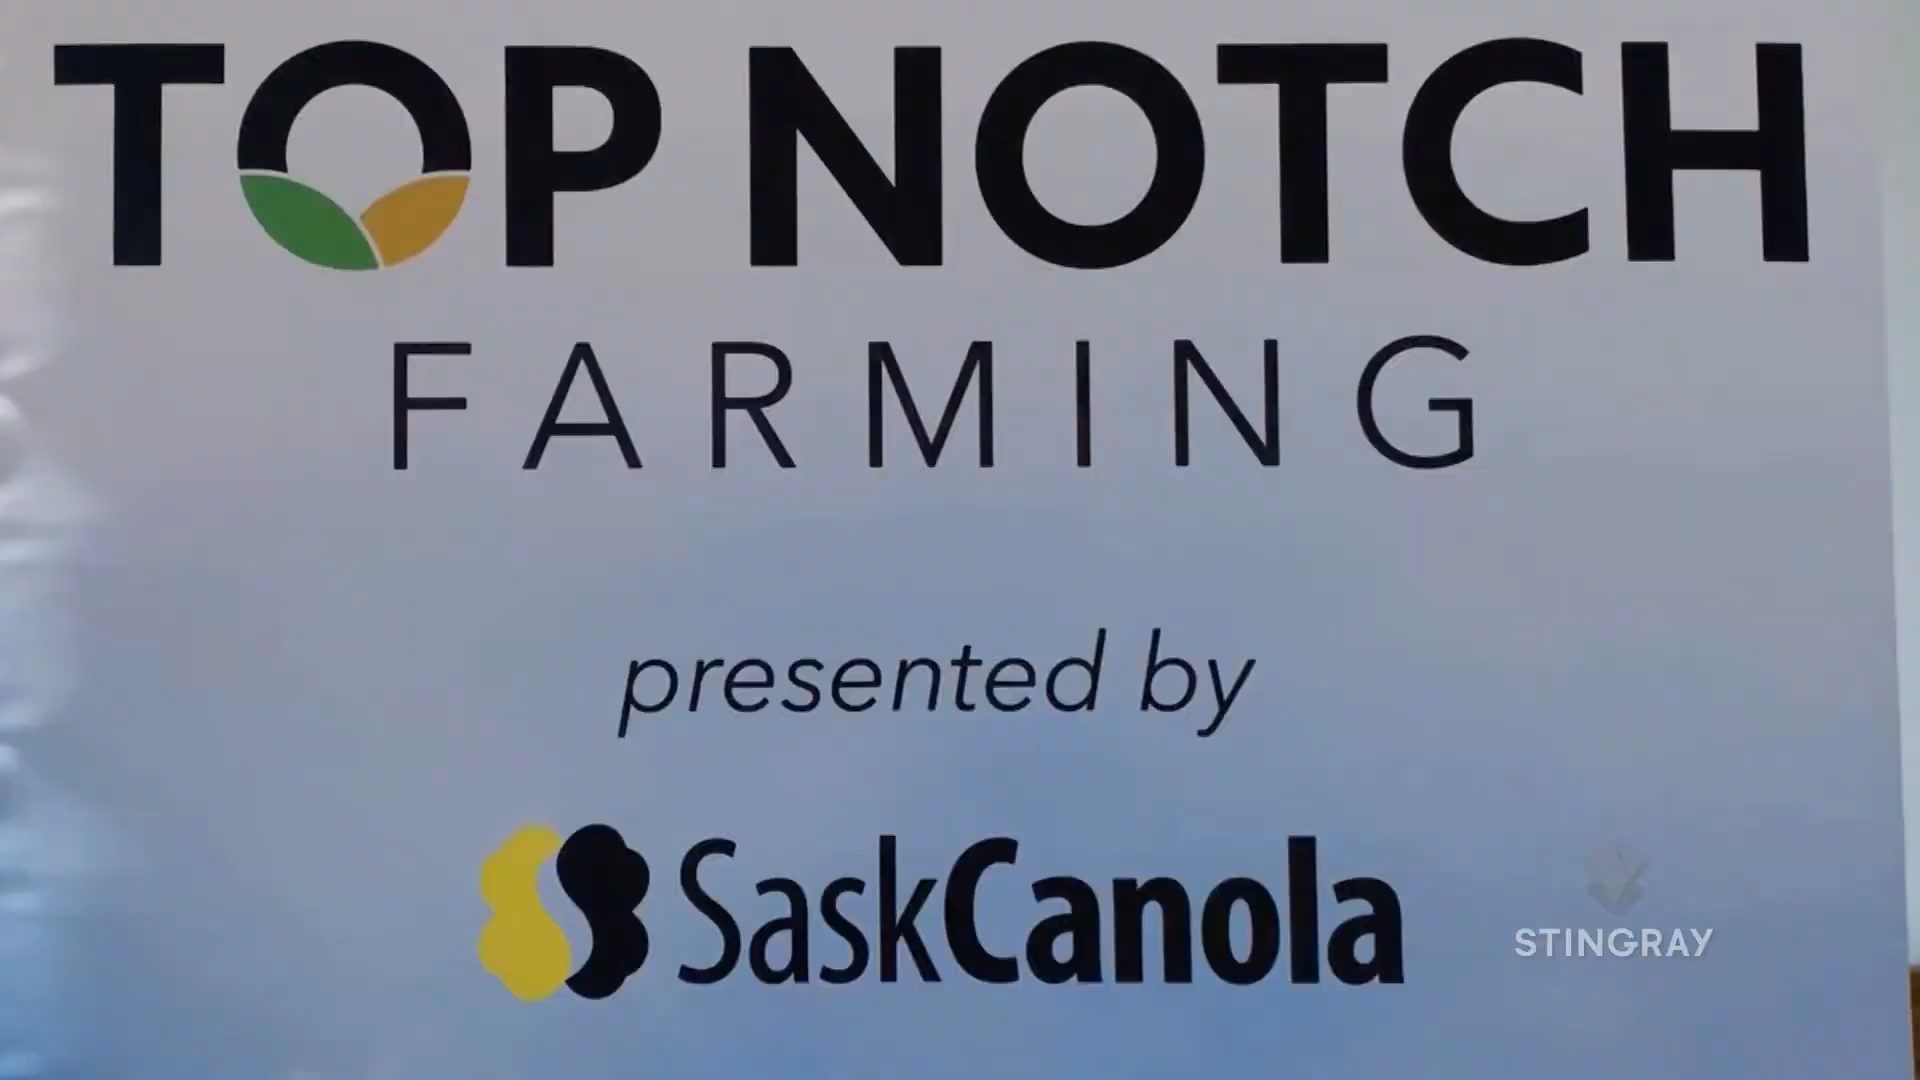 TOP NOTCH
FARMING
presented by
SaskCanola
STINGRAY